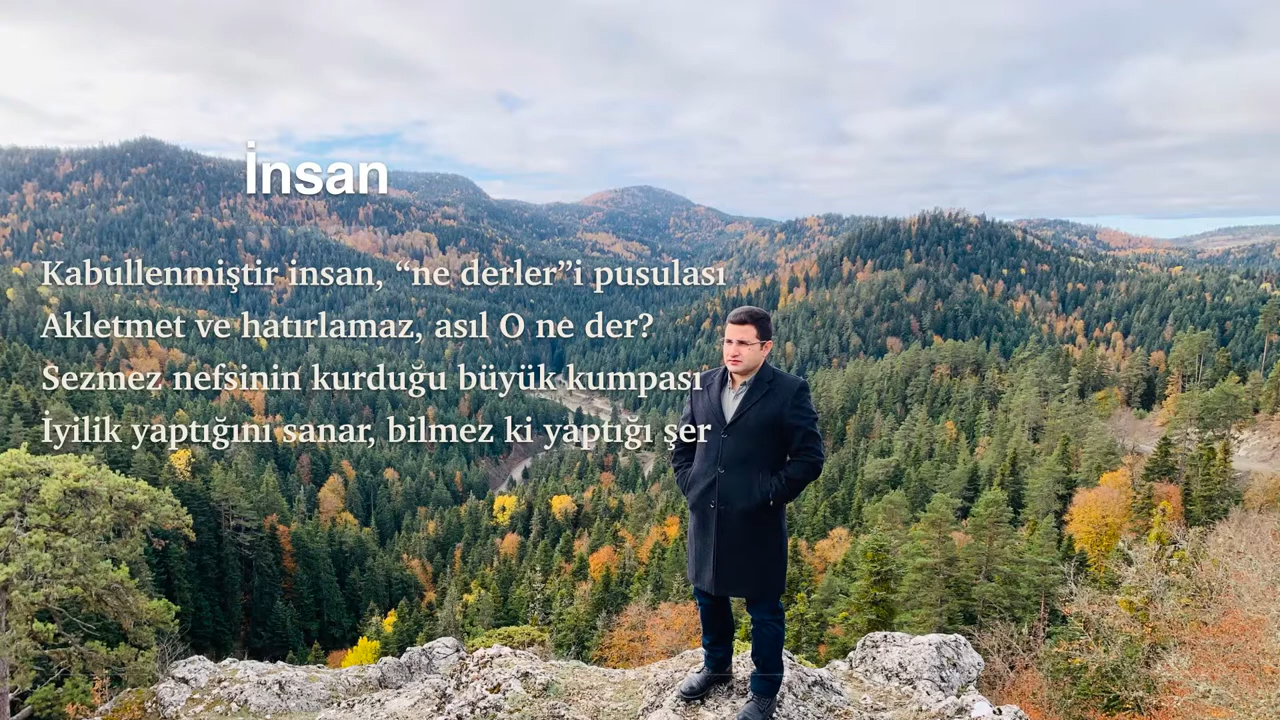 İnsan
Kabullenmiştir insan, “ne derler”i pusulası
Akletmet ve hatırlamaz, asıl O ne der?
Sezmez nefsinin kurduğu büyük kumpası
İyilik yaptığını sanar, bilmez ki yaptığı şer